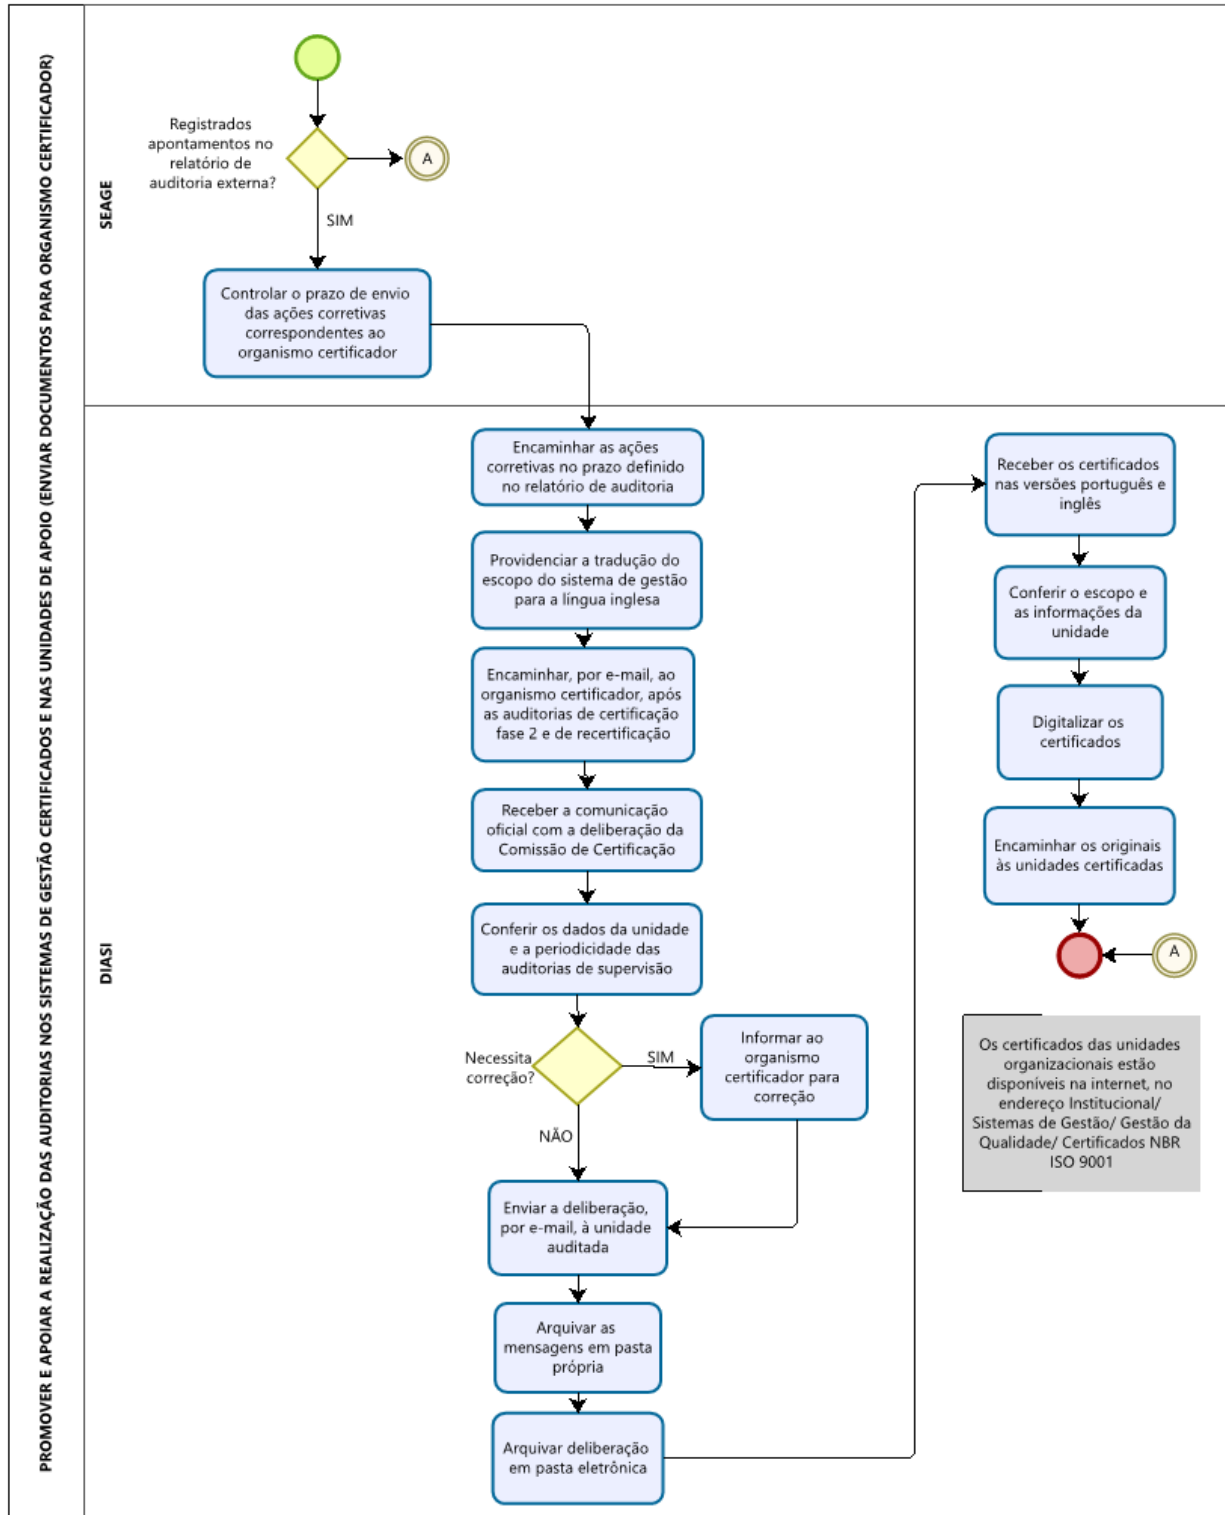 PROMOVER E APOIAR A REALIZAÇÃO DAS AUDITORIAS NOS SISTEMAS DE GESTÃO CERTIFICADOS E NAS UNIDADES DE APOIO (ENVIAR DOCUMENTOS PARA ORGANISMO CERTIFICADOR)
SEAGE
Registrados
apontamentos no
relatório de
auditoria externa?
A
SIM
Controlar o prazo de envio
das ações corretivas
correspondentes ao
organismo certificador
DIASI
Encaminhar as ações
corretivas no prazo definido
no relatório de auditoria
Providenciar a tradução do
escopo do sistema de gestão
para a língua inglesa
Encaminhar, por e-mail, ao
organismo certificador, após
as auditorias de certificação
fase 2 e de recertificação
Receber a comunicação
oficial com a deliberação da
Comissão de Certificação
Conferir os dados da unidade
e a periodicidade das
auditorias de supervisão
Necessita
correção?
SIM
Informar ao
organismo
certificador para
correção
NÃO
Enviar a deliberação,
por e-mail, à unidade
auditada
Arquivar as
mensagens em pasta
própria
Arquivar deliberação
em pasta eletrônica
Receber os certificados
nas versões português e
inglês
Conferir o escopo e
as informações da
unidade
Digitalizar os
certificados
Encaminhar os originais
às unidades certificadas
A
Os certificados das unidades
organizacionais estão
disponíveis na internet, no
endereço Institucional/
Sistemas de Gestão/ Gestão da
Qualidade/ Certificados NBR
ISO 9001